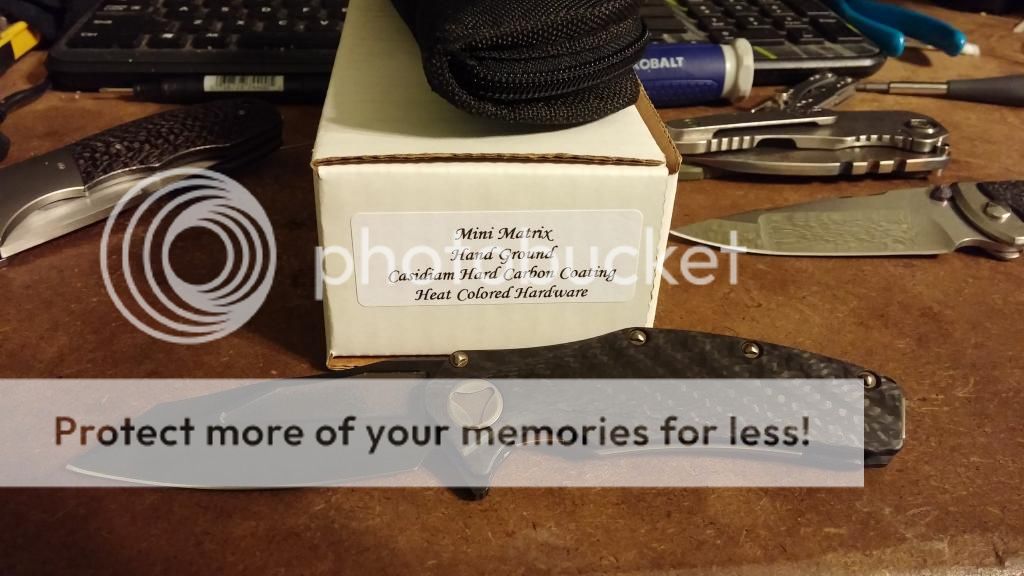 KOBALT
Mini Matrix
Hand Ground
Casidiam Hard Carbon Coating
Heat Colored Hardware
photobucket
Protect more of your memories for less!